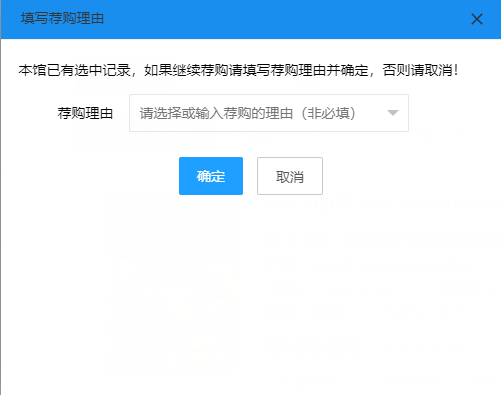 填写荐购理由
本馆已有选中记录，如果继续荐购请填写荐购理由并确定，否则请取消！
荐购理由 请选择或输入荐购的理由（非必填）
确定 取消